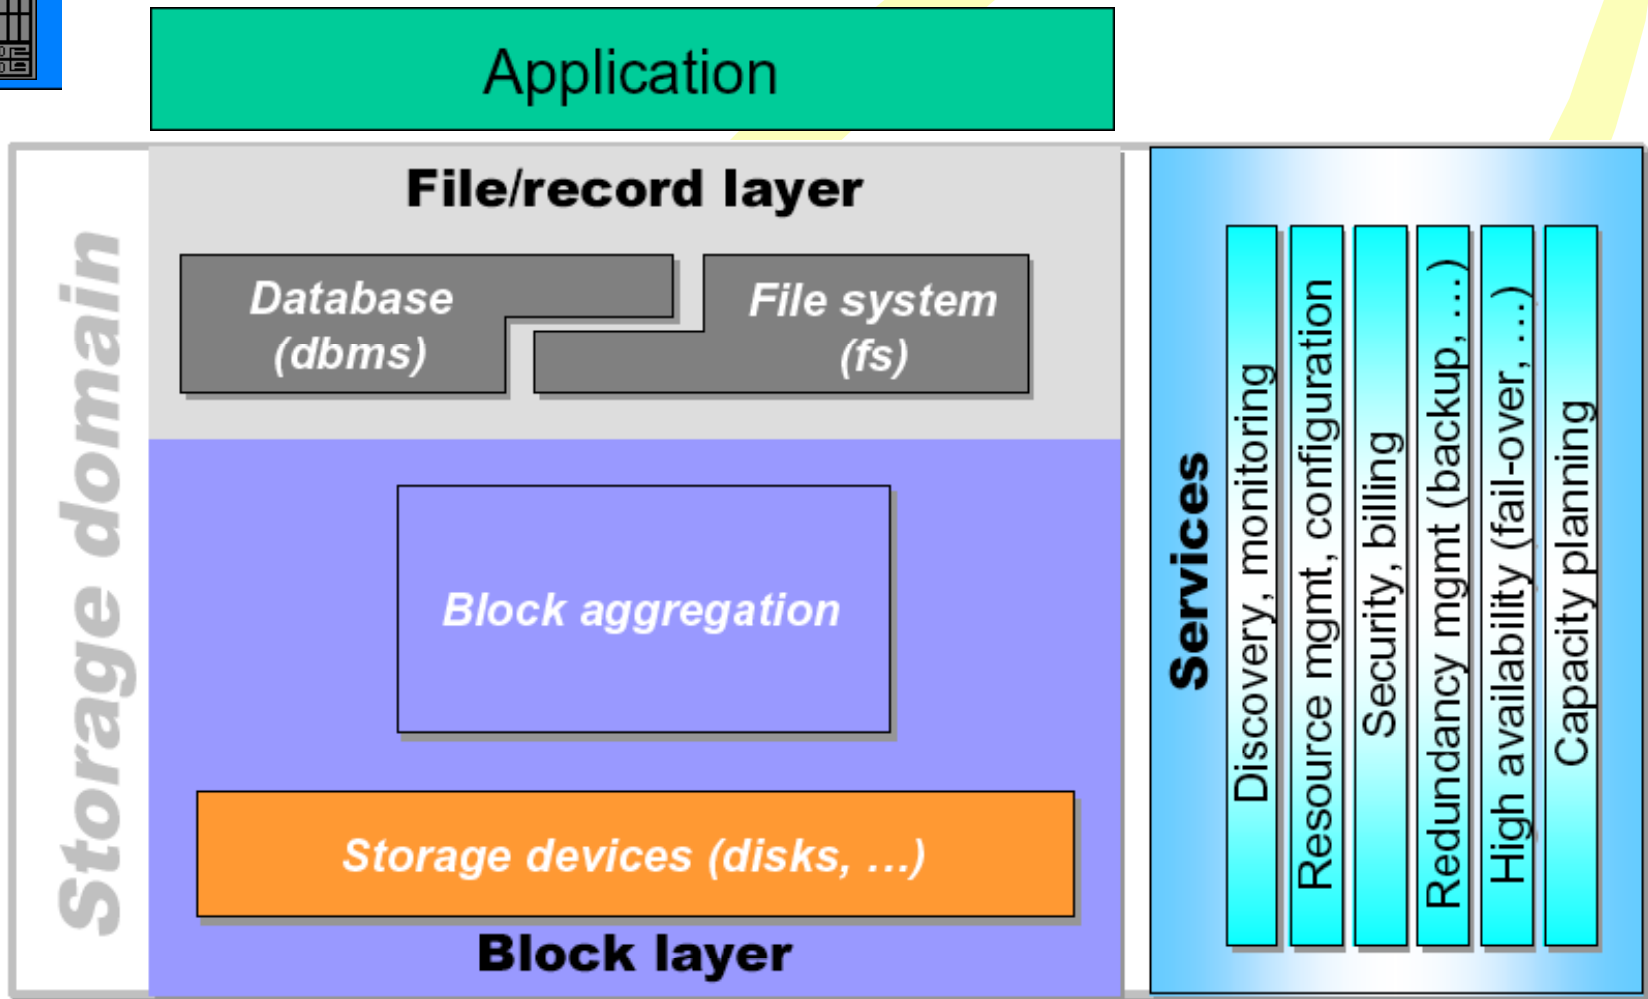 Application
Storage domain
File/record layer
Database
(dbms)
File system
(fs)
Block aggregation
Storage devices (disks, …)
Block layer
Services
Discovery, monitoring
Resource mgmt, configuration
Security, billing
Redundancy mgmt (backup, …)
High availability (fail-over, …)
Capacity planning